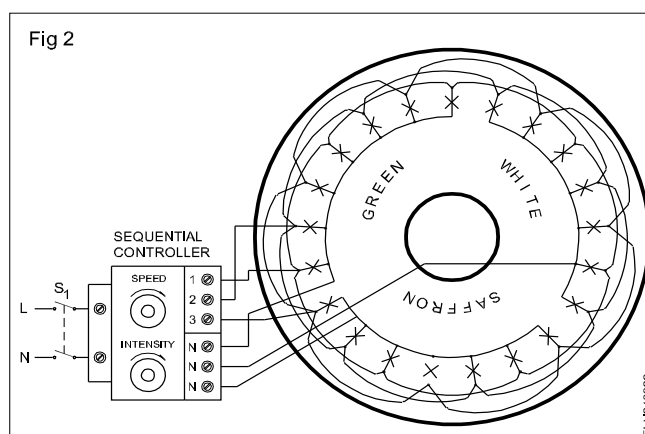 Fig 2
GREEN
WHITE
SAFFRON
SEQUENTIAL
CONTROLLER
SPEED
INTENSITY
S1
L
N
1
2
3
N
N
N